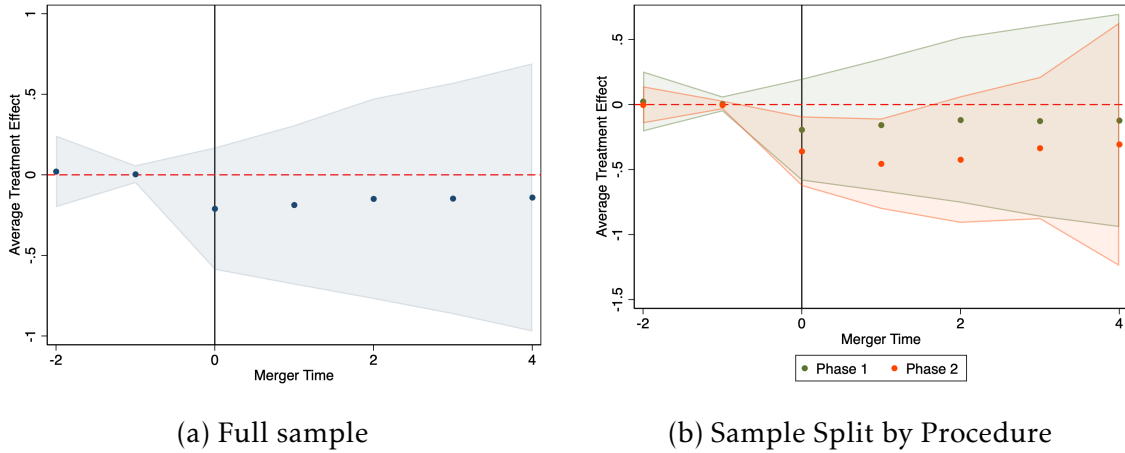 Average Treatment Effect
1
.5
0
-.5
-1
-2
0
2
4
Merger Time
(a) Full sample
Average Treatment Effect
.5
0
-.5
-1
-1.5
-2
0
2
4
Merger Time
Phase 1 Phase 2
(b) Sample Split by Procedure